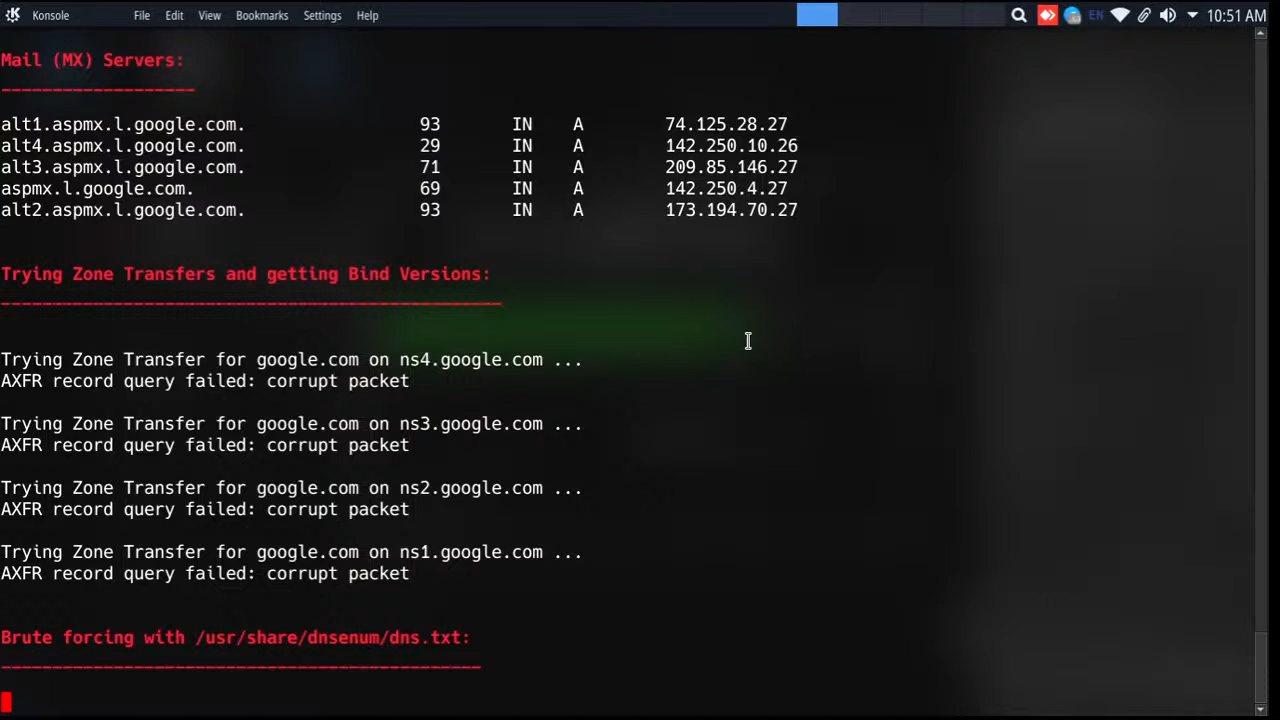 Konsole File Edit View Bookmarks Settings Help EN 10:51 AM
Mail (MX) Servers:
-------------------
alt1.aspmx.l.google.com. 93 IN A 74.125.28.27
alt4.aspmx.l.google.com. 29 IN A 142.250.10.26
alt3.aspmx.l.google.com. 71 IN A 209.85.146.27
aspmx.l.google.com. 69 IN A 142.250.4.27
alt2.aspmx.l.google.com. 93 IN A 173.194.70.27
Trying Zone Transfers and getting Bind Versions:
-------------------------------------------------
Trying Zone Transfer for google.com on ns4.google.com ...
AXFR record query failed: corrupt packet
Trying Zone Transfer for google.com on ns3.google.com ...
AXFR record query failed: corrupt packet
Trying Zone Transfer for google.com on ns2.google.com ...
AXFR record query failed: corrupt packet
Trying Zone Transfer for google.com on ns1.google.com ...
AXFR record query failed: corrupt packet
Brute forcing with /usr/share/dnsenum/dns.txt:
-----------------------------------------------